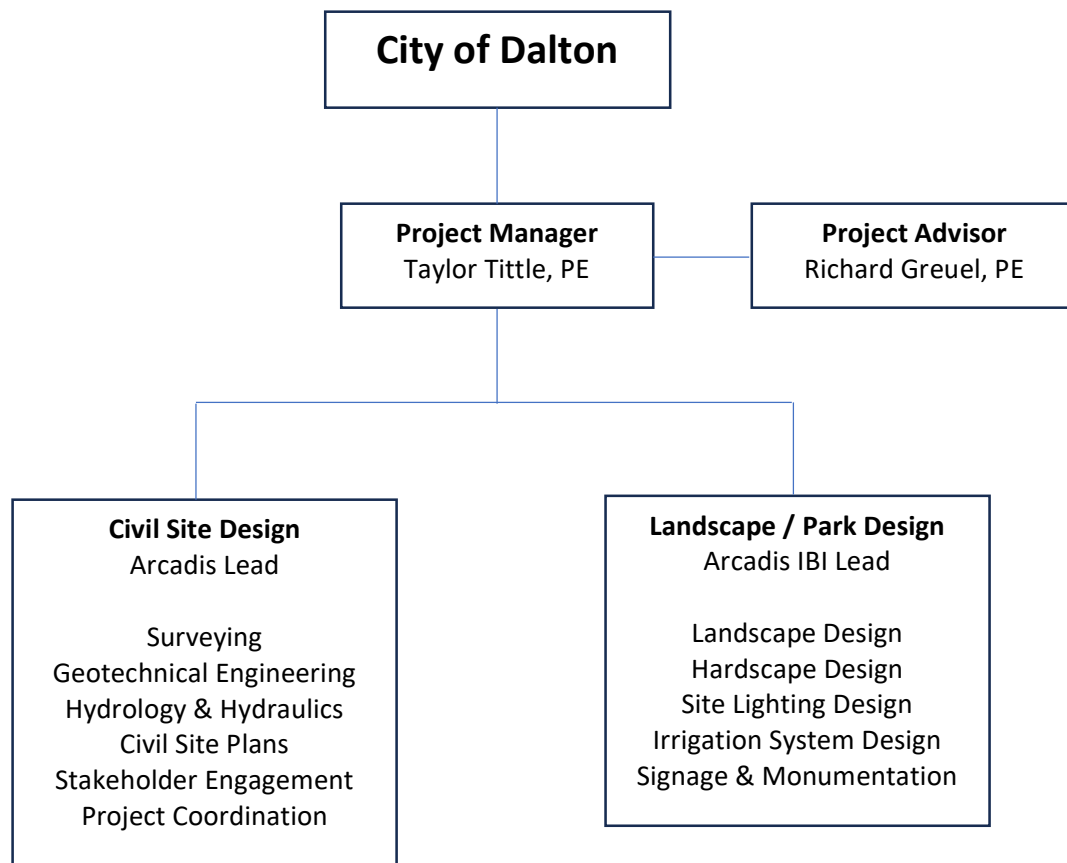 City of Dalton
Project Manager
Taylor Tittle, PE
Project Advisor
Richard Greuel, PE
Civil Site Design
Arcadis Lead
Surveying
Geotechnical Engineering
Hydrology & Hydraulics
Civil Site Plans
Stakeholder Engagement
Project Coordination
Landscape / Park Design
Arcadis IBI Lead
Landscape Design
Hardscape Design
Site Lighting Design
Irrigation System Design
Signage & Monumentation